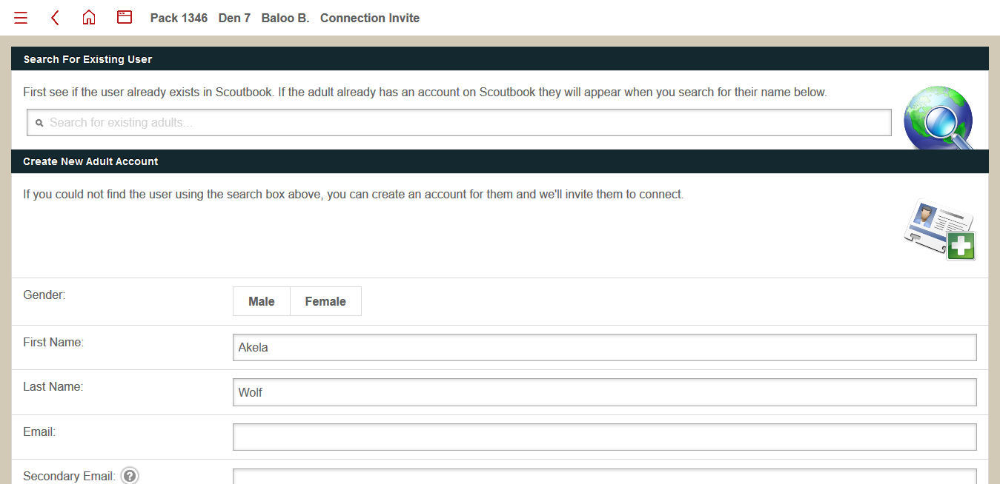 Pack 1346 Den 7 Baloo B. Connection Invite
Search For Existing User
First see if the user already exists in Scoutbook. If the adult already has an account on Scoutbook they will appear when you search for their name below.
Search for existing adults...
Create New Adult Account
If you could not find the user using the search box above, you can create an account for them and we'll invite them to connect.
Gender: Male Female
First Name: Akela
Last Name: Wolf
Email:
Secondary Email: ?